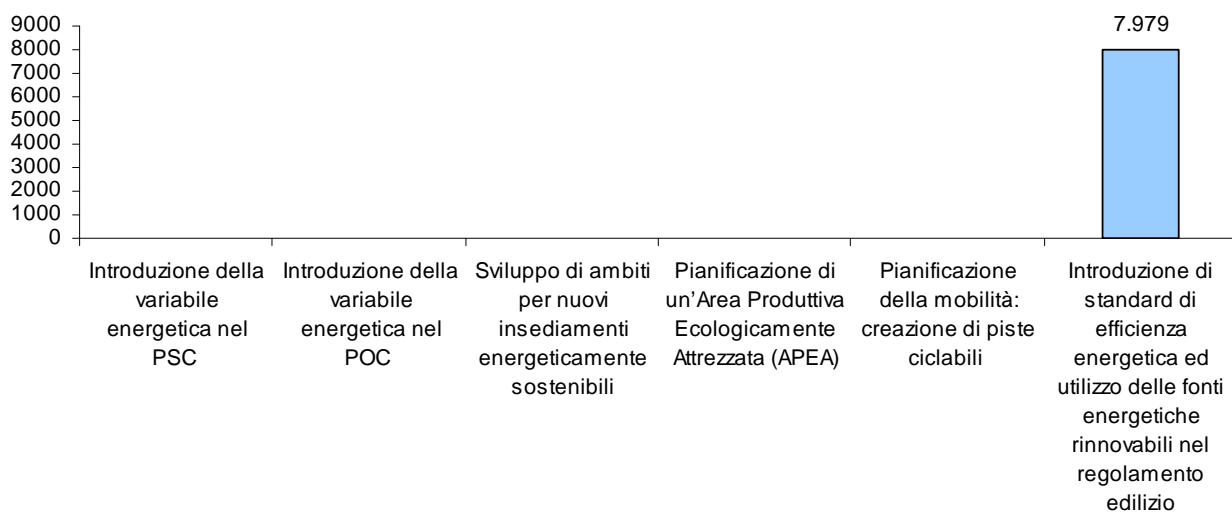 9000
8000
7000
6000
5000
4000
3000
2000
1000
0
7.979
Introduzione della
variabile
energetica nel
PSC
Introduzione della
variabile
energetica nel
POC
Sviluppo di ambiti
per nuovi
insediamenti
energeticamente
sostenibili
Pianificazione di
un'Area Produttiva
Ecologicamente
Attrezzata (APEA)
Pianificazione
della mobilità:
creazione di piste
ciclabili
Introduzione di
standard di
efficienza
energetica ed
utilizzo delle fonti
energetiche
rinnovabili nel
regolamento
edilizio